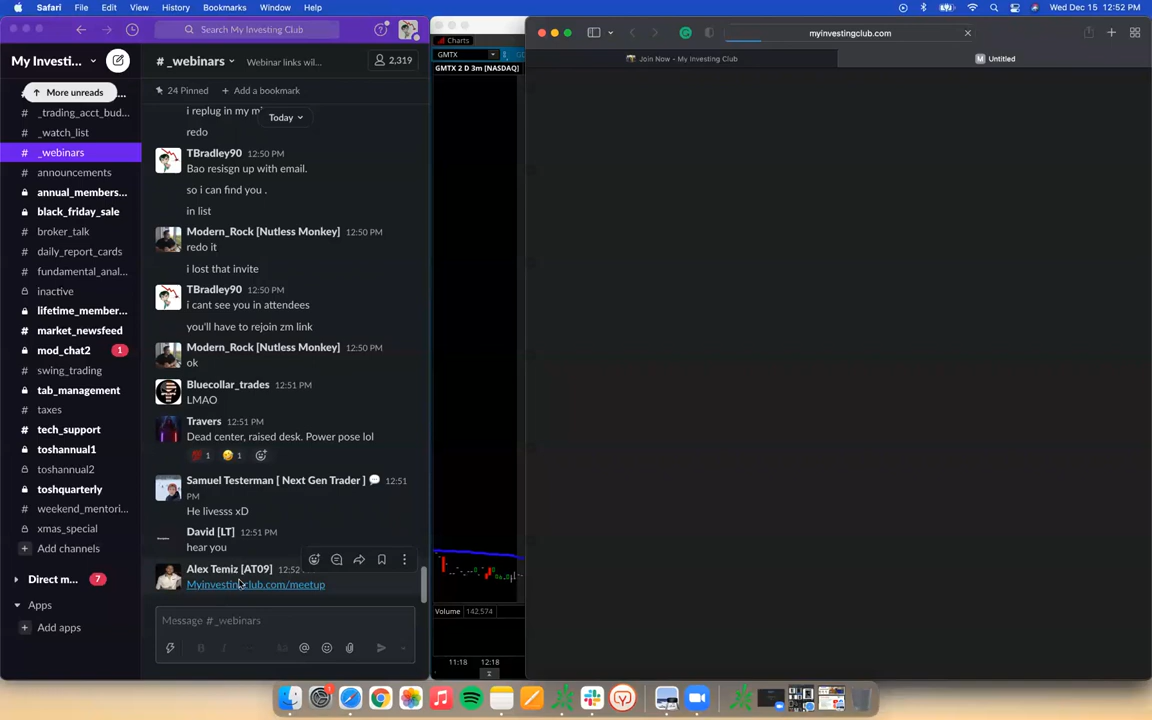 Safari File Edit View History Bookmarks Window Help Wed Dec 15 12:52 PM
Search My Investing Club
My Investi...
More unreads
# _trading_acct_bud...
# _watch_list
# _webinars
# announcements
annual_members...
black_friday_sale
# broker_talk
# daily_report_cards
# fundamental_anal...
inactive
lifetime_member...
# market_newsfeed
mod_chat2 1
# swing_trading
tab_management
# taxes
# tech_support
toshannual1
toshannual2
toshquarterly
# weekend_mentori...
xmas_special
Add channels
Direct m... 7
Apps
Add apps
# _webinars
Webinar links wil...
2,319
24 Pinned
Add a bookmark
Today
redo
TBradley90 12:50 PM
Bao resisgn up with email.
so i can find you .
in list
Modern_Rock [Nutless Monkey] 12:50 PM
redo it
i lost that invite
TBradley90 12:50 PM
i cant see you in attendees
you'll have to rejoin zm link
Modern_Rock [Nutless Monkey] 12:50 PM
ok
Bluecollar_trades 12:51 PM
LMAO
Travers 12:51 PM
Dead center, raised desk. Power pose lol
1 1
Samuel Testerman [ Next Gen Trader ] 12:51
PM
He livesss xD
David [LT] 12:51 PM
hear you
Alex Temiz [AT09] 12:52
Myinvestingclub.com/meetup
Message #_webinars
Charts
GMTX
GMTX 2 D 3m [NASDAQ]
Volume 142,574
11:18 12:18
myinvestingclub.com
Join Now - My Investing Club
M Untitled